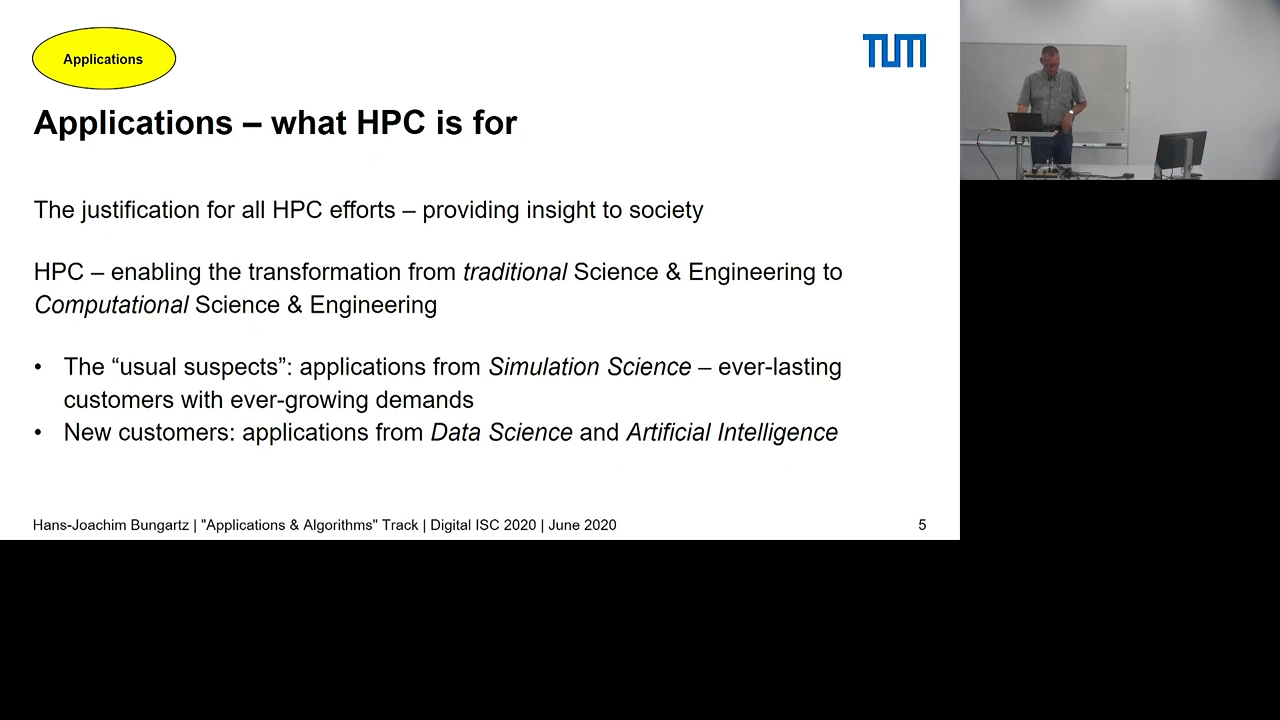 Applications
TUM
Applications – what HPC is for
The justification for all HPC efforts – providing insight to society
HPC – enabling the transformation from traditional Science & Engineering to
Computational Science & Engineering
• The “usual suspects”: applications from Simulation Science – ever-lasting
customers with ever-growing demands
• New customers: applications from Data Science and Artificial Intelligence
Hans-Joachim Bungartz | "Applications & Algorithms" Track | Digital ISC 2020 | June 2020
5